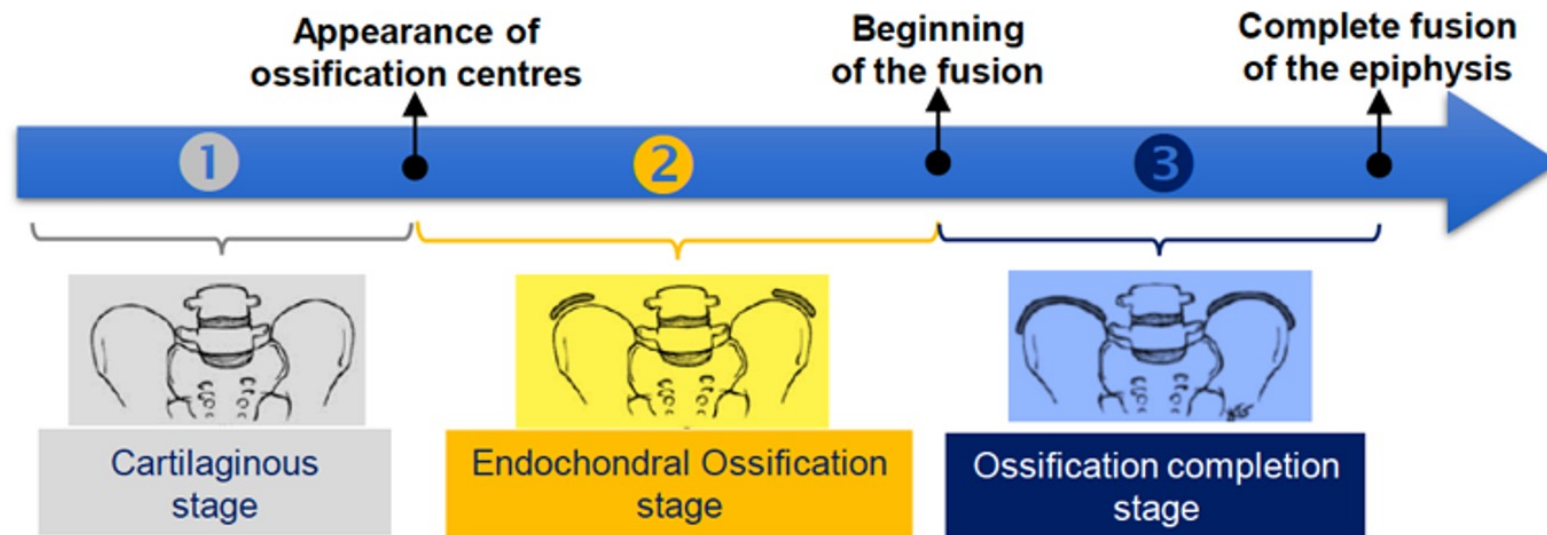 Appearance of
ossification centres
Beginning
of the fusion
Complete fusion
of the epiphysis
1
2
3
Cartilaginous
stage
Endochondral Ossification
stage
Ossification completion
stage